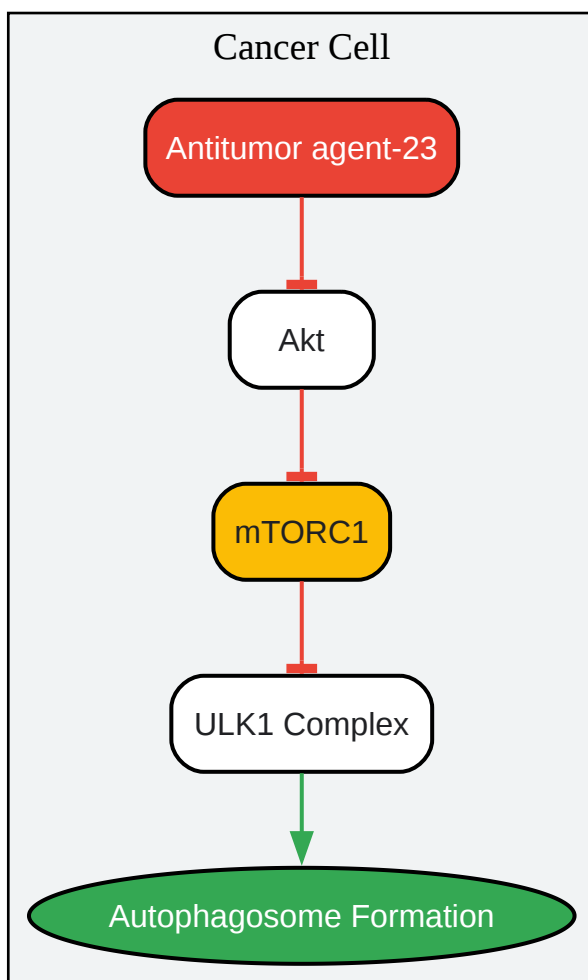 Cancer Cell
Antitumor agent-23
Akt
mTORC1
ULK1 Complex
Autophagosome Formation